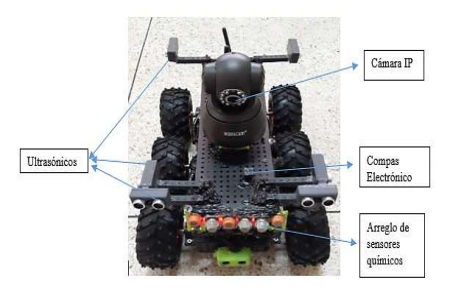 Cámara IP
Ultrasónicos
Compas
Electrónico
Arreglo de
sensores
químicos